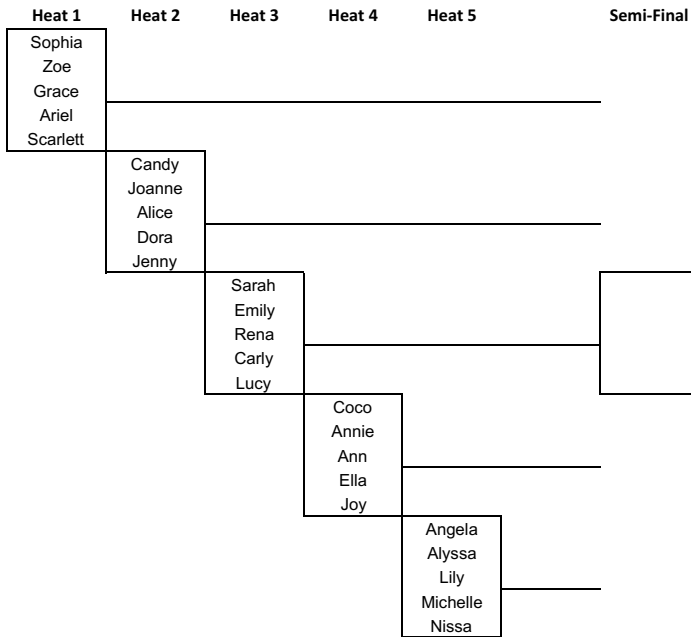 Heat 1 Heat 2 Heat 3 Heat 4 Heat 5 Semi-Final
Sophia
Zoe
Grace
Ariel
Scarlett
Candy
Joanne
Alice
Dora
Jenny
Sarah
Emily
Rena
Carly
Lucy
Coco
Annie
Ann
Ella
Joy
Angela
Alyssa
Lily
Michelle
Nissa